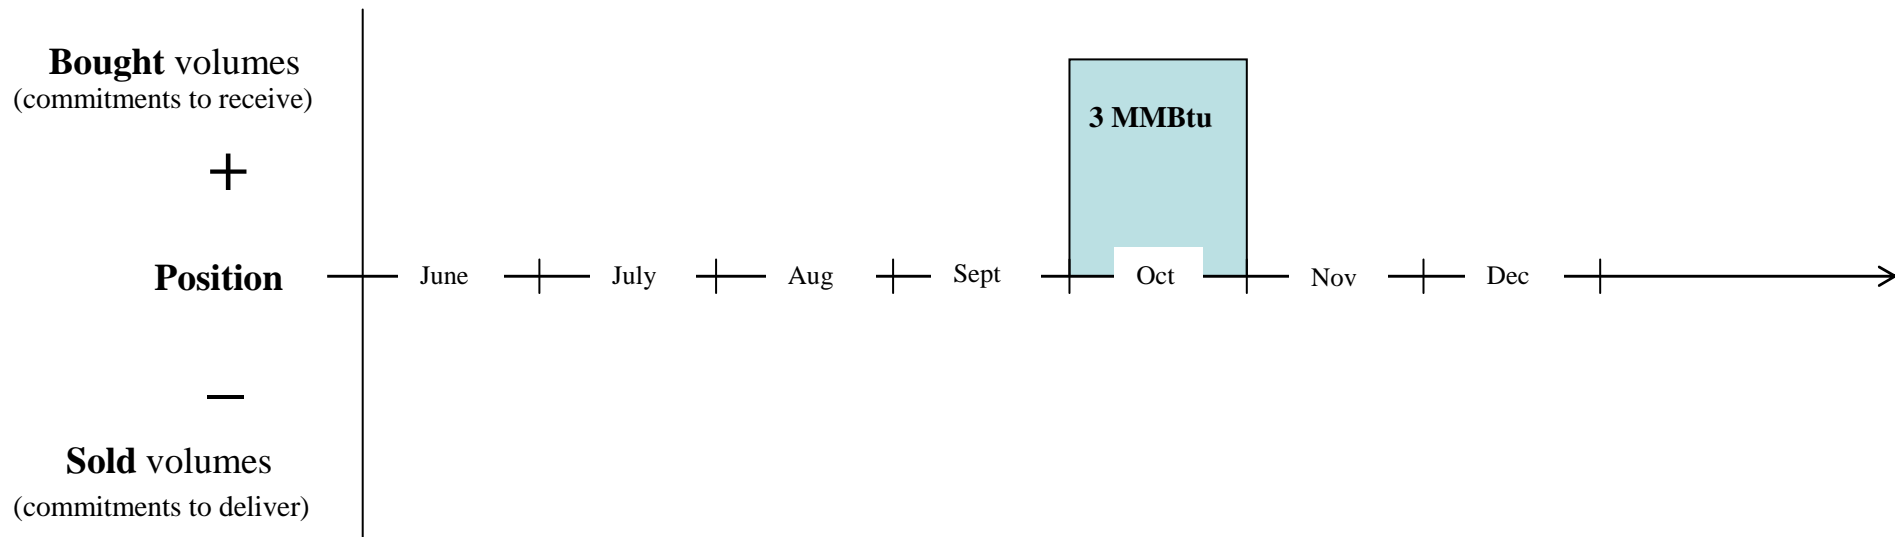 Bought volumes
(commitments to receive)
+
3 MMBtu
Position
June
July
Aug
Sept
Oct
Nov
Dec
–
Sold volumes
(commitments to deliver)